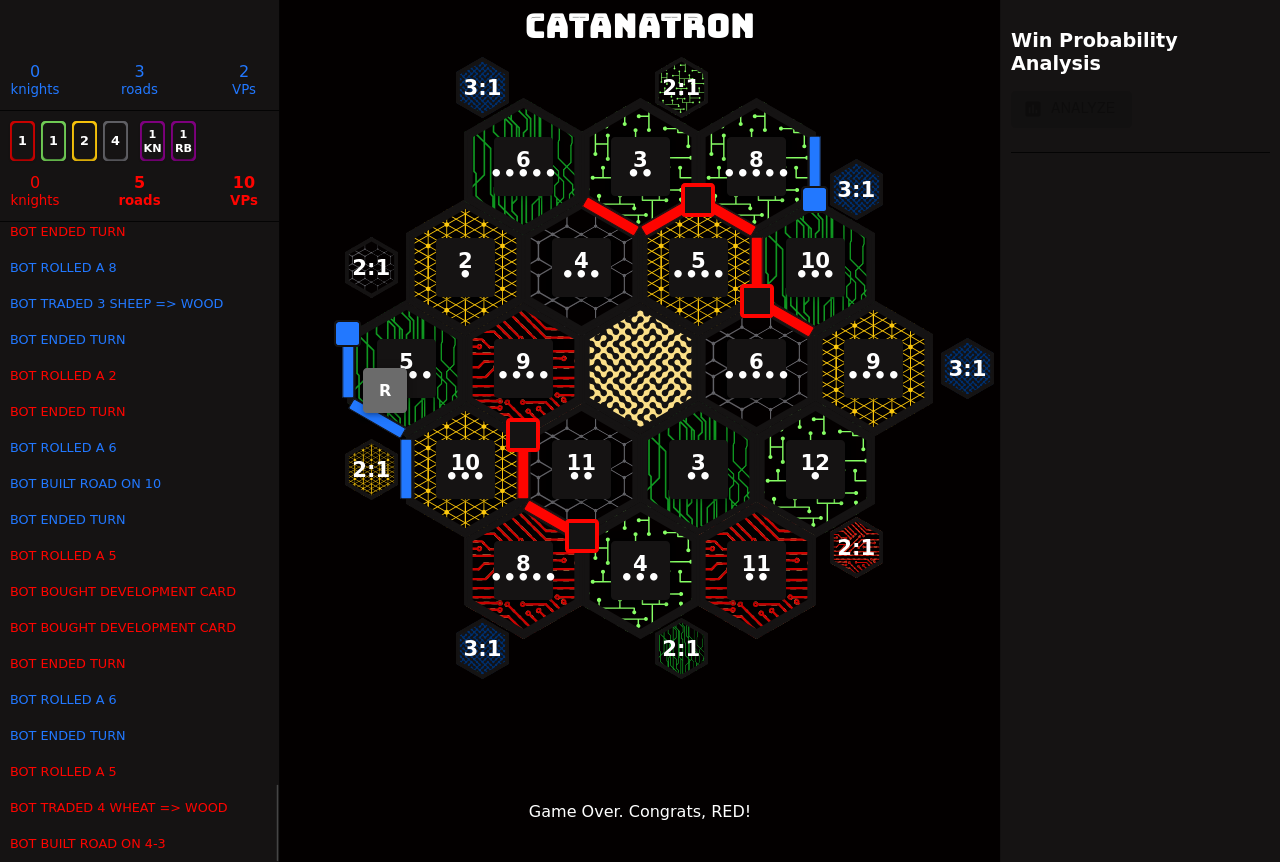 CATANATRON
0 3 2
knights roads VPs
1 1 2 4 1 KN 1 RB
0 5 10
knights roads VPs
BOT ENDED TURN
BOT ROLLED A 8
BOT TRADED 3 SHEEP => WOOD
BOT ENDED TURN
BOT ROLLED A 2
BOT ENDED TURN
BOT ROLLED A 6
BOT BUILT ROAD ON 10
BOT ENDED TURN
BOT ROLLED A 5
BOT BOUGHT DEVELOPMENT CARD
BOT BOUGHT DEVELOPMENT CARD
BOT ENDED TURN
BOT ROLLED A 6
BOT ENDED TURN
BOT ROLLED A 5
BOT TRADED 4 WHEAT => WOOD
BOT BUILT ROAD ON 4-3
3:1 2:1
6 3 8
3:1
2:1 2 4 5 10
5 9 6 9 3:1
R
2:1 10 11 3 12
2:1
8 4 11
3:1 2:1
Game Over. Congrats, RED!
Win Probability
Analysis
ANALYZE